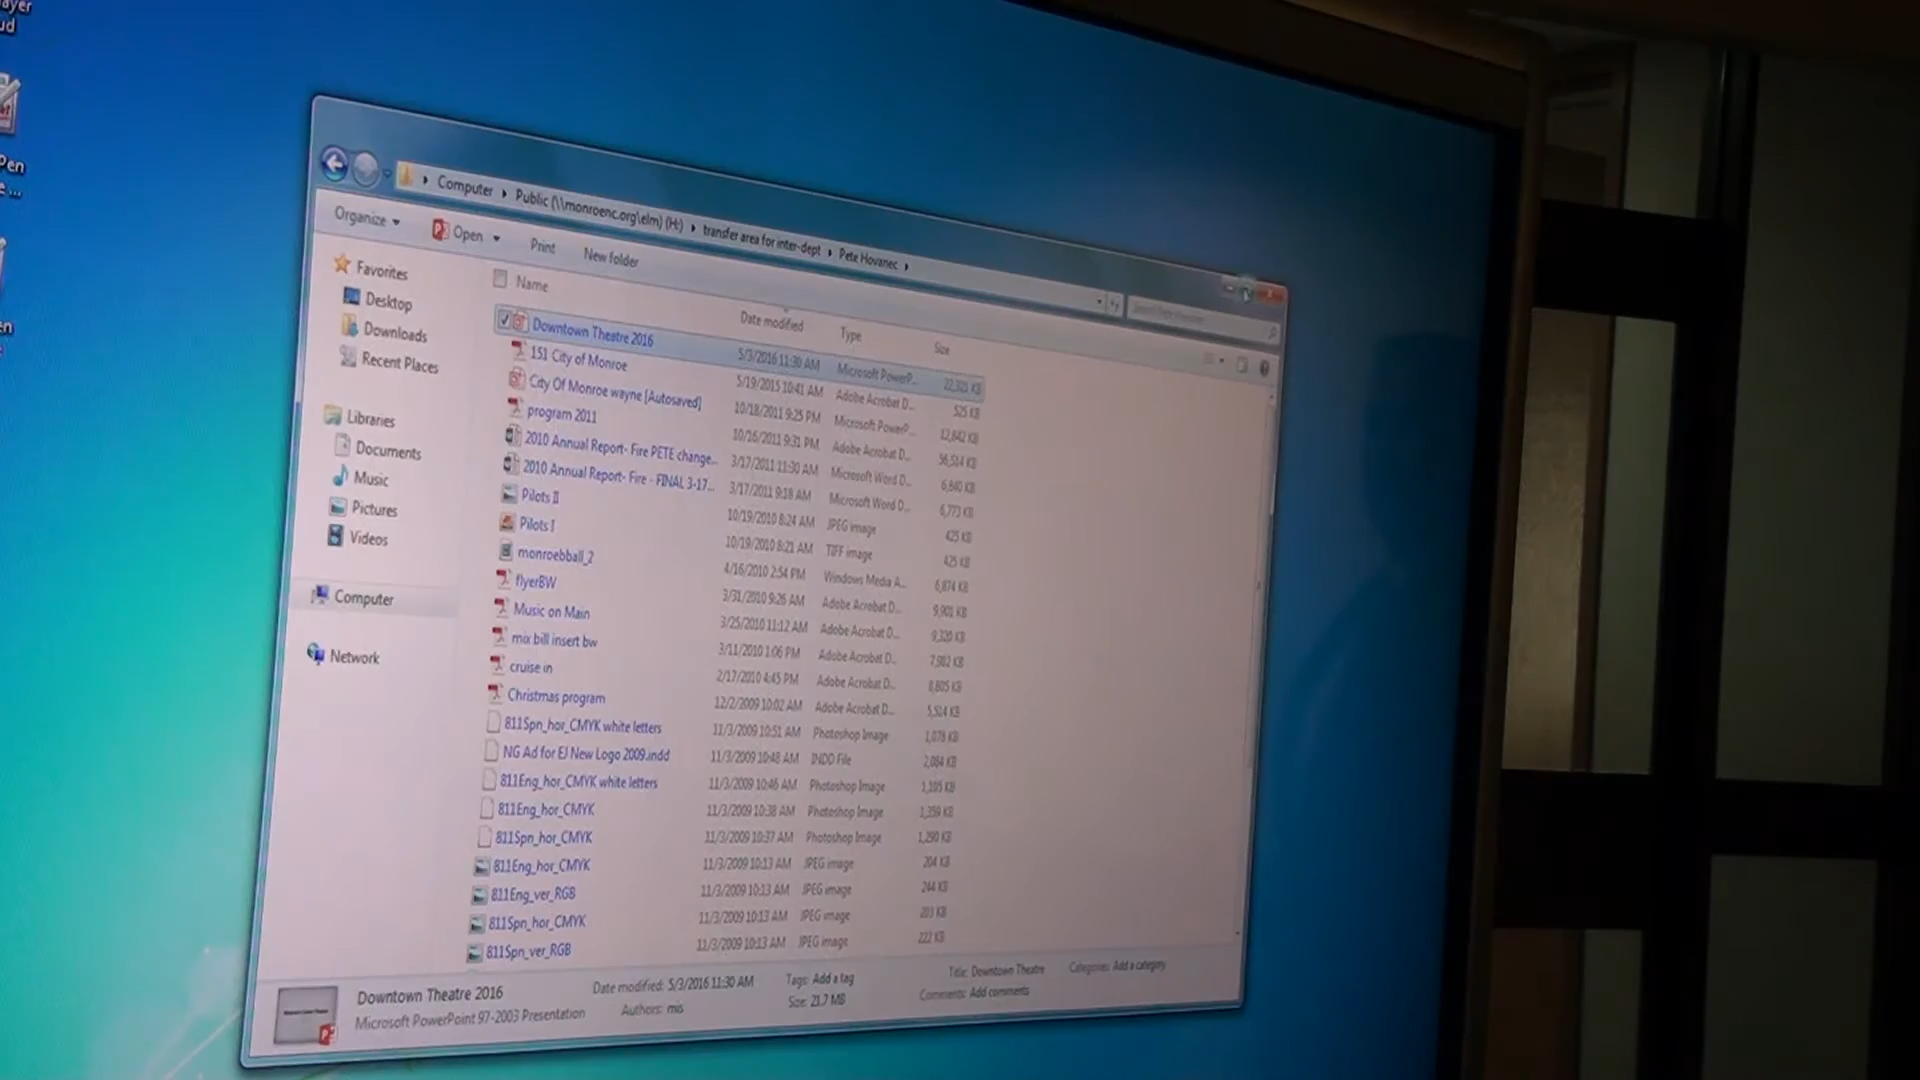 ayer
ud
Pen
e ...
en
Computer
Public (\\monroenc.org\elm) (H:)
transfer area for inter-dept
Pete Hovanec
Organize
Open
Print
New folder
Favorites
Desktop
Downloads
Recent Places
Libraries
Documents
Music
Pictures
Videos
Computer
Network
Name Date modified Type Size
Downtown Theatre 2016 5/3/2016 11:30 AM Microsoft PowerP... 22,321 KB
151 City of Monroe 5/19/2015 10:41 AM Adobe Acrobat D... 525 KB
City Of Monroe wayne [Autosaved] 10/18/2011 9:25 PM Microsoft PowerP... 12,842 KB
program 2011 10/16/2011 9:31 PM Adobe Acrobat D... 56,514 KB
2010 Annual Report- Fire PETE change... 3/17/2011 11:30 AM Microsoft Word D... 6,640 KB
2010 Annual Report- Fire - FINAL 3-17... 3/17/2011 9:18 AM Microsoft Word D... 6,773 KB
Pilots II 10/19/2010 8:24 AM JPEG image 425 KB
Pilots I 10/19/2010 8:21 AM TIFF image 425 KB
monroebball_2 4/16/2010 2:54 PM Windows Media A... 6,874 KB
flyerBW 3/31/2010 9:26 AM Adobe Acrobat D... 9,901 KB
Music on Main 3/25/2010 11:12 AM Adobe Acrobat D... 9,320 KB
mix bill insert bw 3/11/2010 1:06 PM Adobe Acrobat D... 7,982 KB
cruise in 2/17/2010 4:45 PM Adobe Acrobat D... 8,805 KB
Christmas program 12/2/2009 10:02 AM Adobe Acrobat D... 5,514 KB
811Spn_hor_CMYK white letters 11/3/2009 10:51 AM Photoshop Image 1,078 KB
NG Ad for EJ New Logo 2009.indd 11/3/2009 10:48 AM INDD File 2,084 KB
811Eng_hor_CMYK white letters 11/3/2009 10:46 AM Photoshop Image 1,105 KB
811Eng_hor_CMYK 11/3/2009 10:38 AM Photoshop Image 1,359 KB
811Spn_hor_CMYK 11/3/2009 10:37 AM Photoshop Image 1,290 KB
811Eng_hor_CMYK 11/3/2009 10:13 AM JPEG image 204 KB
811Eng_ver_RGB 11/3/2009 10:13 AM JPEG image 244 KB
811Spn_hor_CMYK 11/3/2009 10:13 AM JPEG image 203 KB
811Spn_ver_RGB 11/3/2009 10:13 AM JPEG image 222 KB
Downtown Theatre 2016 Date modified: 5/3/2016 11:30 AM Tags: Add a tag Title: Downtown Theatre Categories: Add a category
Microsoft PowerPoint 97-2003 Presentation Authors: mis Size: 21.7 MB Comments: Add comments